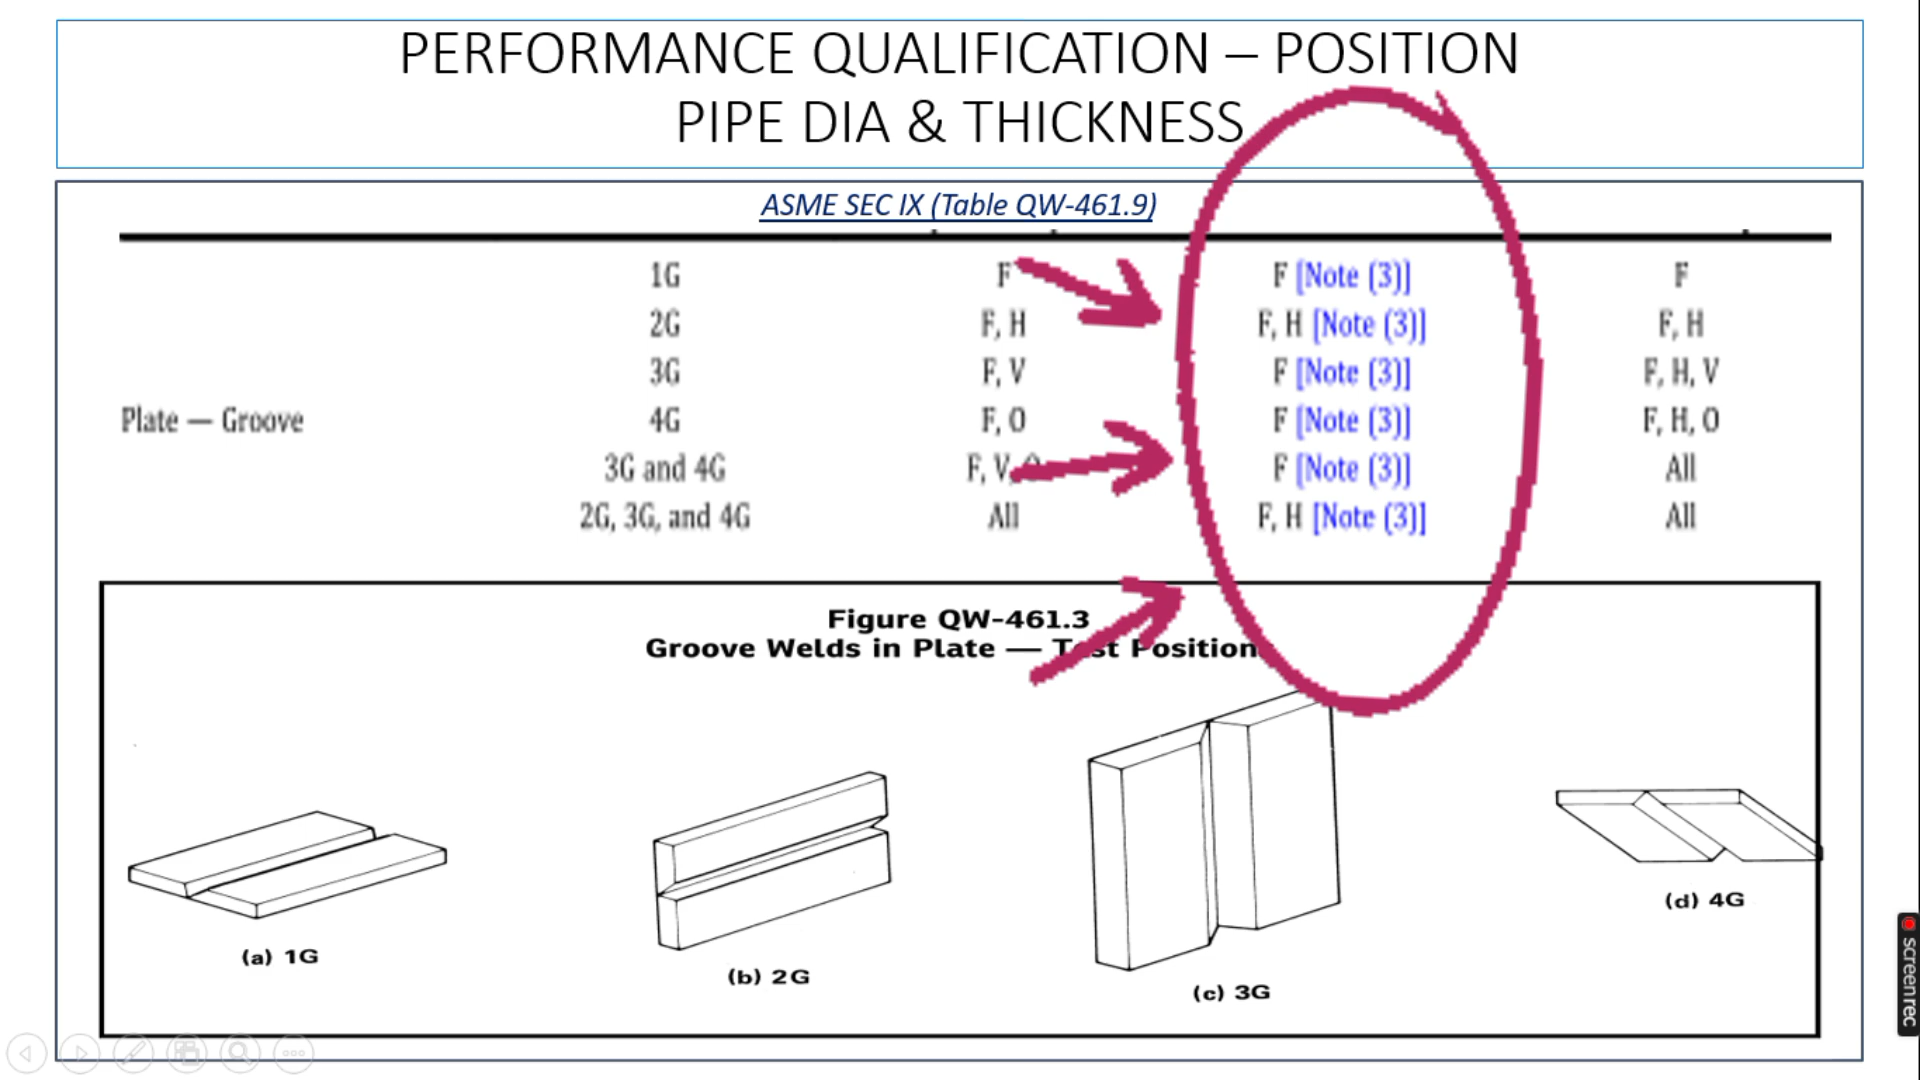 PERFORMANCE QUALIFICATION – POSITION
PIPE DIA & THICKNESS
ASME SEC IX (Table QW-461.9)
1G F F [Note (3)] F
2G F, H F, H [Note (3)] F, H
3G F, V F [Note (3)] F, H, V
Plate — Groove 4G F, O F [Note (3)] F, H, O
3G and 4G F, V, O F [Note (3)] All
2G, 3G, and 4G All F, H [Note (3)] All
Figure QW-461.3
Groove Welds in Plate — Test Positions
(a) 1G
(b) 2G
(c) 3G
(d) 4G
screenrec